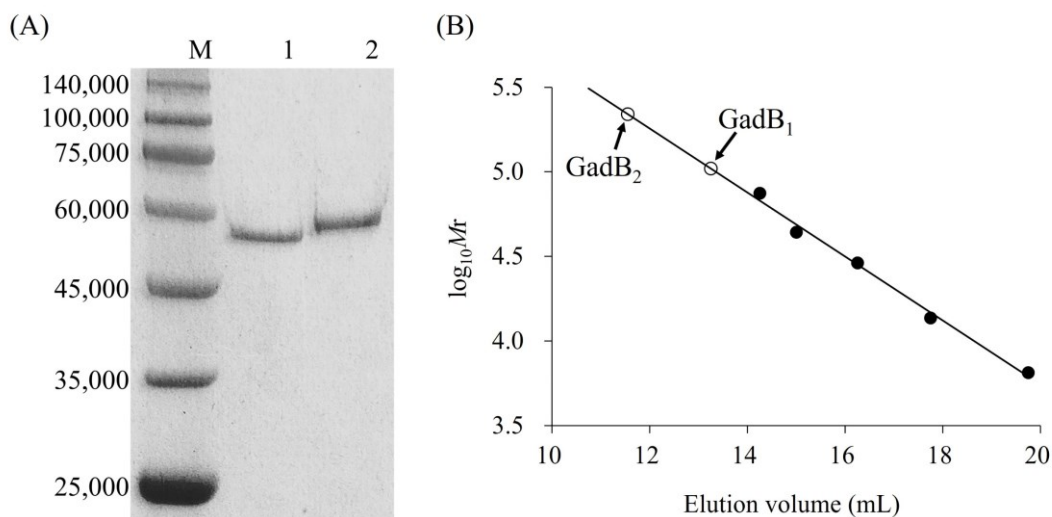 (A)
M 1 2
140,000
100,000
75,000
60,000
45,000
35,000
25,000
(B)
5.5
5.0
4.5
4.0
3.5
log₁₀Mr
GadB₁
GadB₂
10 12 14 16 18 20
Elution volume (mL)